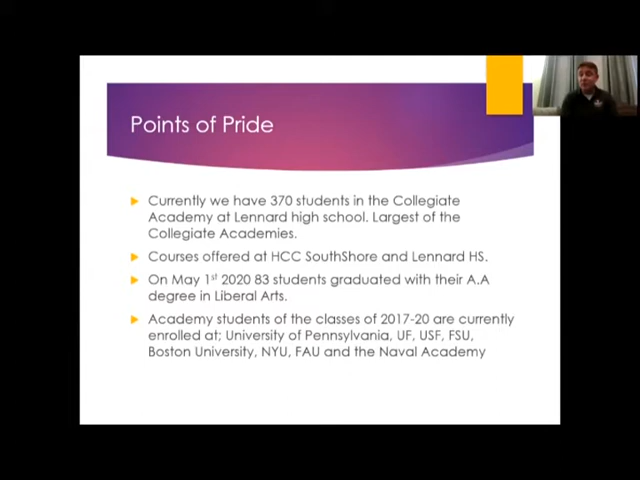 Points of Pride
Currently we have 370 students in the Collegiate
Academy at Lennard high school. Largest of the
Collegiate Academies.
Courses offered at HCC SouthShore and Lennard HS.
On May 1st 2020 83 students graduated with their A.A
degree in Liberal Arts.
Academy students of the classes of 2017-20 are currently
enrolled at; University of Pennsylvania, UF, USF, FSU,
Boston University, NYU, FAU and the Naval Academy